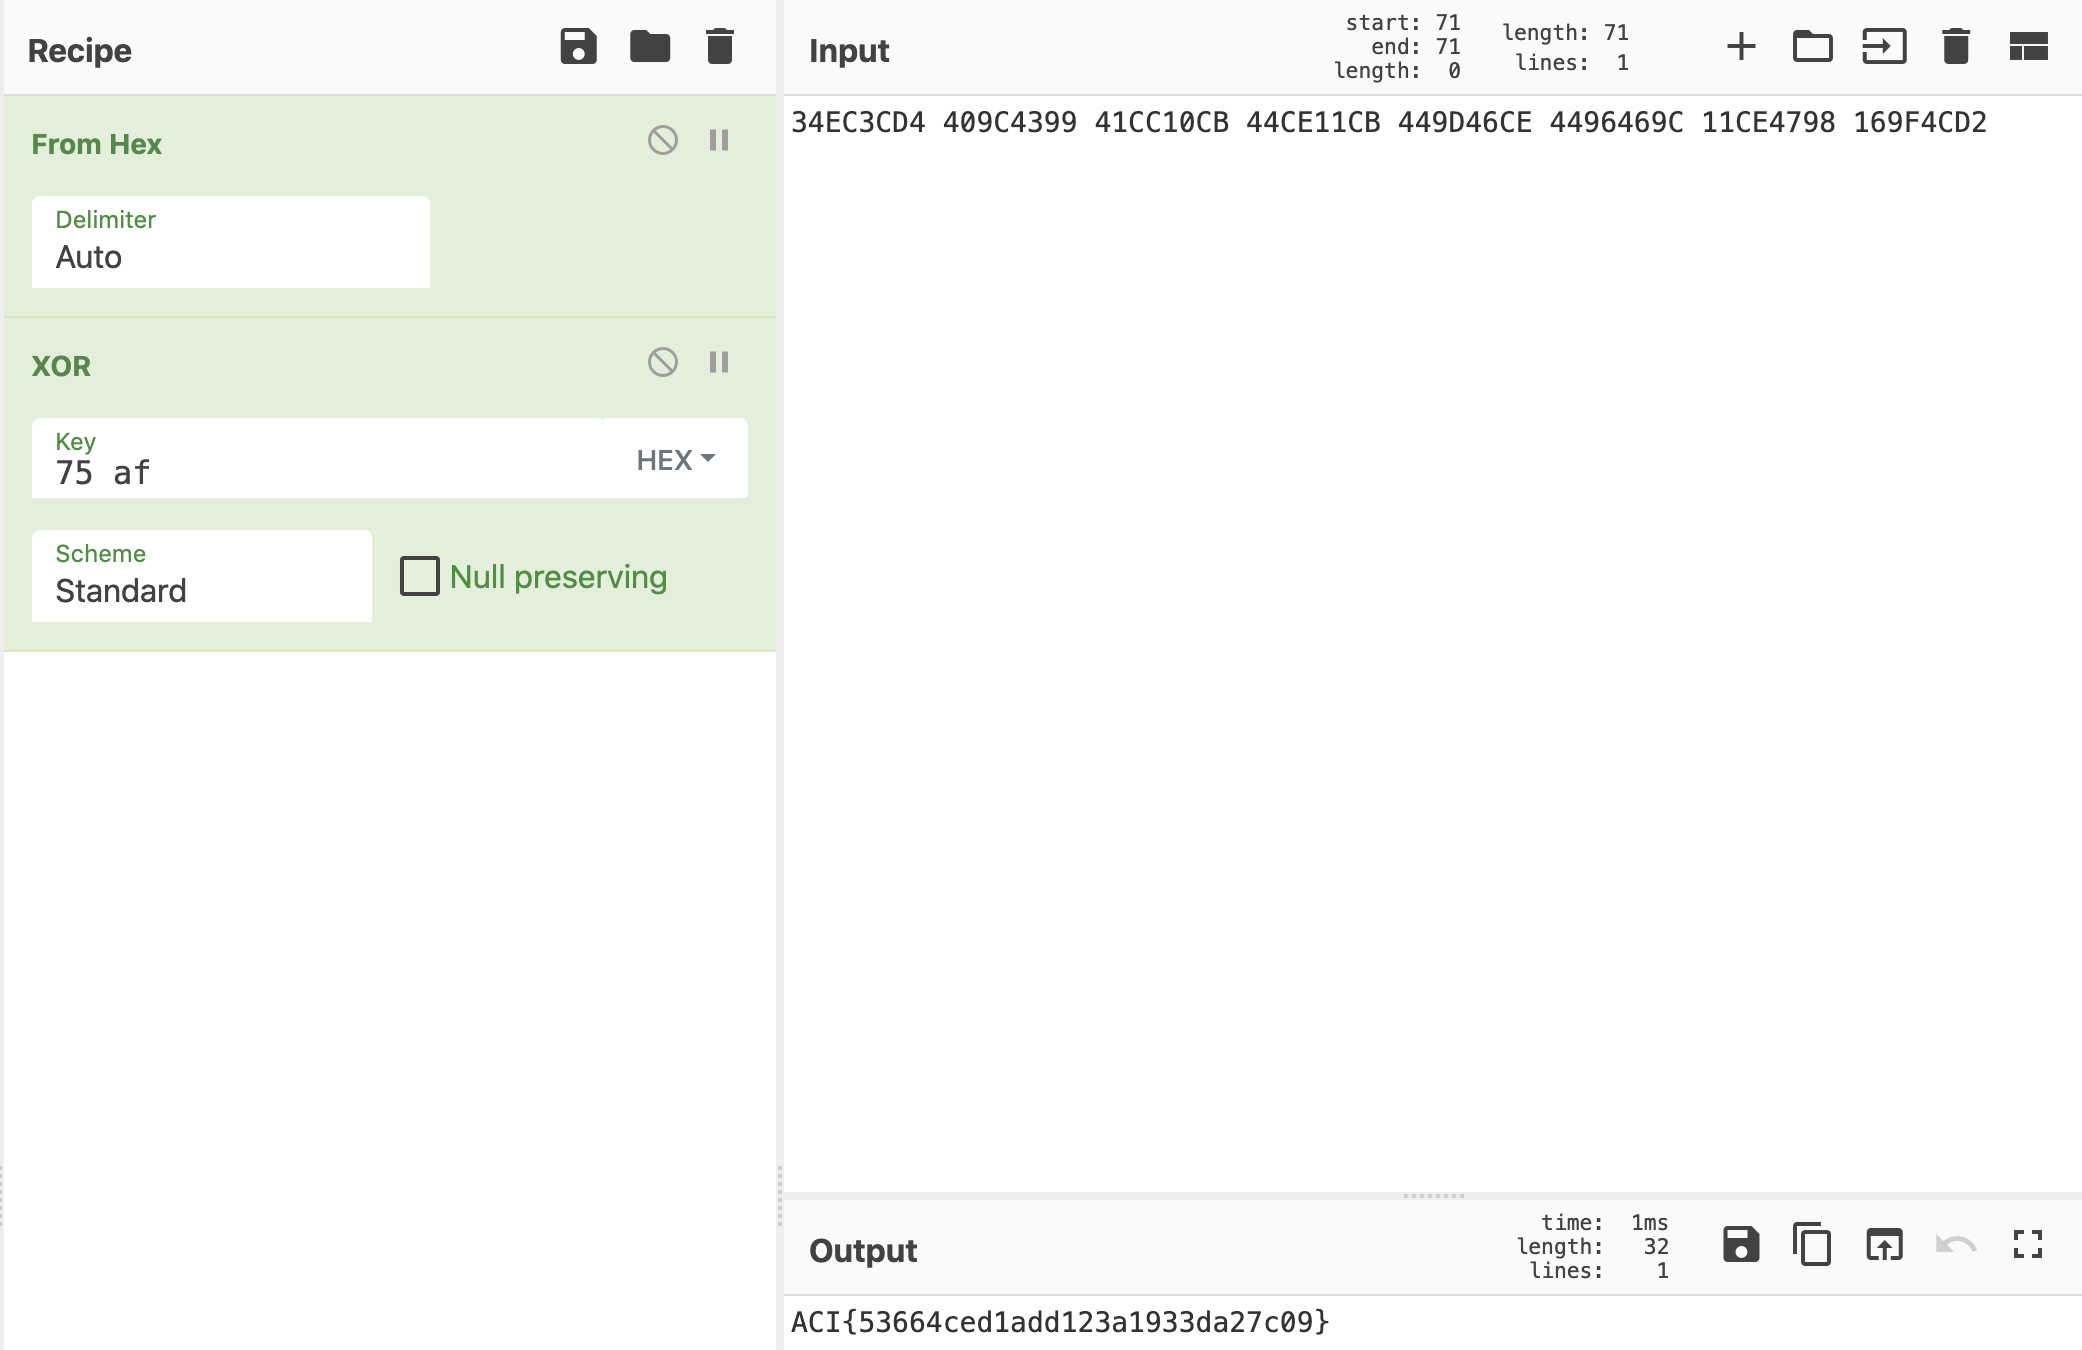 Recipe
From Hex
Delimiter
Auto
XOR
Key
75 af
HEX
Scheme
Standard
Null preserving
Input
start: 71
end: 71
length: 0
length: 71
lines: 1
34EC3CD4 409C4399 41CC10CB 44CE11CB 449D46CE 4496469C 11CE4798 169F4CD2
Output
time: 1ms
length: 32
lines: 1
ACI{53664ced1add123a1933da27c09}